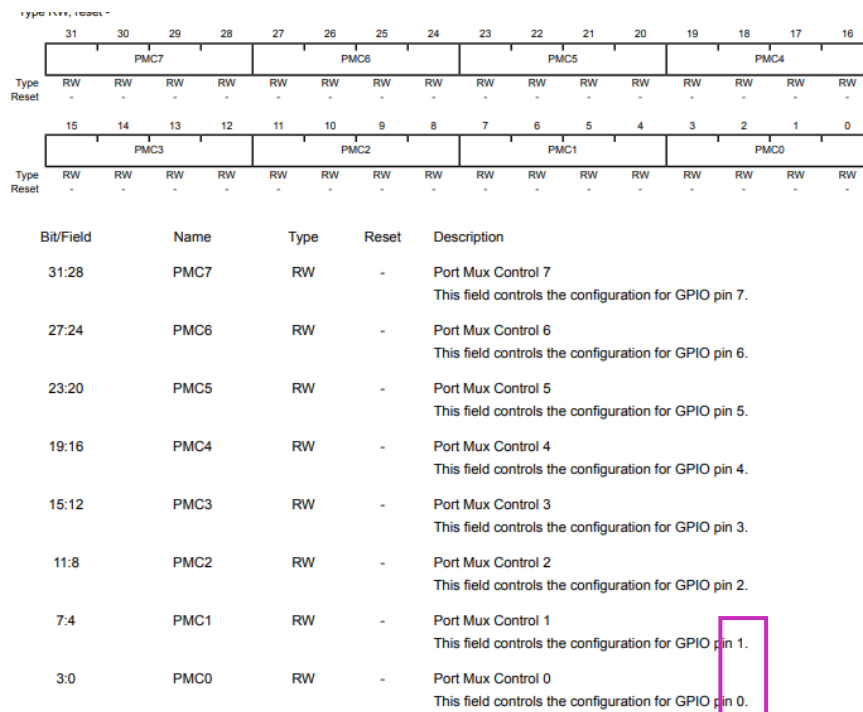 Type RW, reset -
31 30 29 28 27 26 25 24 23 22 21 20 19 18 17 16
PMC7 PMC6 PMC5 PMC4
Type RW RW RW RW RW RW RW RW RW RW RW RW RW RW RW RW
Reset - - - - - - - - - - - - - - - -
15 14 13 12 11 10 9 8 7 6 5 4 3 2 1 0
PMC3 PMC2 PMC1 PMC0
Type RW RW RW RW RW RW RW RW RW RW RW RW RW RW RW RW
Reset - - - - - - - - - - - - - - - -
Bit/Field Name Type Reset Description
31:28 PMC7 RW - Port Mux Control 7
This field controls the configuration for GPIO pin 7.
27:24 PMC6 RW - Port Mux Control 6
This field controls the configuration for GPIO pin 6.
23:20 PMC5 RW - Port Mux Control 5
This field controls the configuration for GPIO pin 5.
19:16 PMC4 RW - Port Mux Control 4
This field controls the configuration for GPIO pin 4.
15:12 PMC3 RW - Port Mux Control 3
This field controls the configuration for GPIO pin 3.
11:8 PMC2 RW - Port Mux Control 2
This field controls the configuration for GPIO pin 2.
7:4 PMC1 RW - Port Mux Control 1
This field controls the configuration for GPIO pin 1.
3:0 PMC0 RW - Port Mux Control 0
This field controls the configuration for GPIO pin 0.